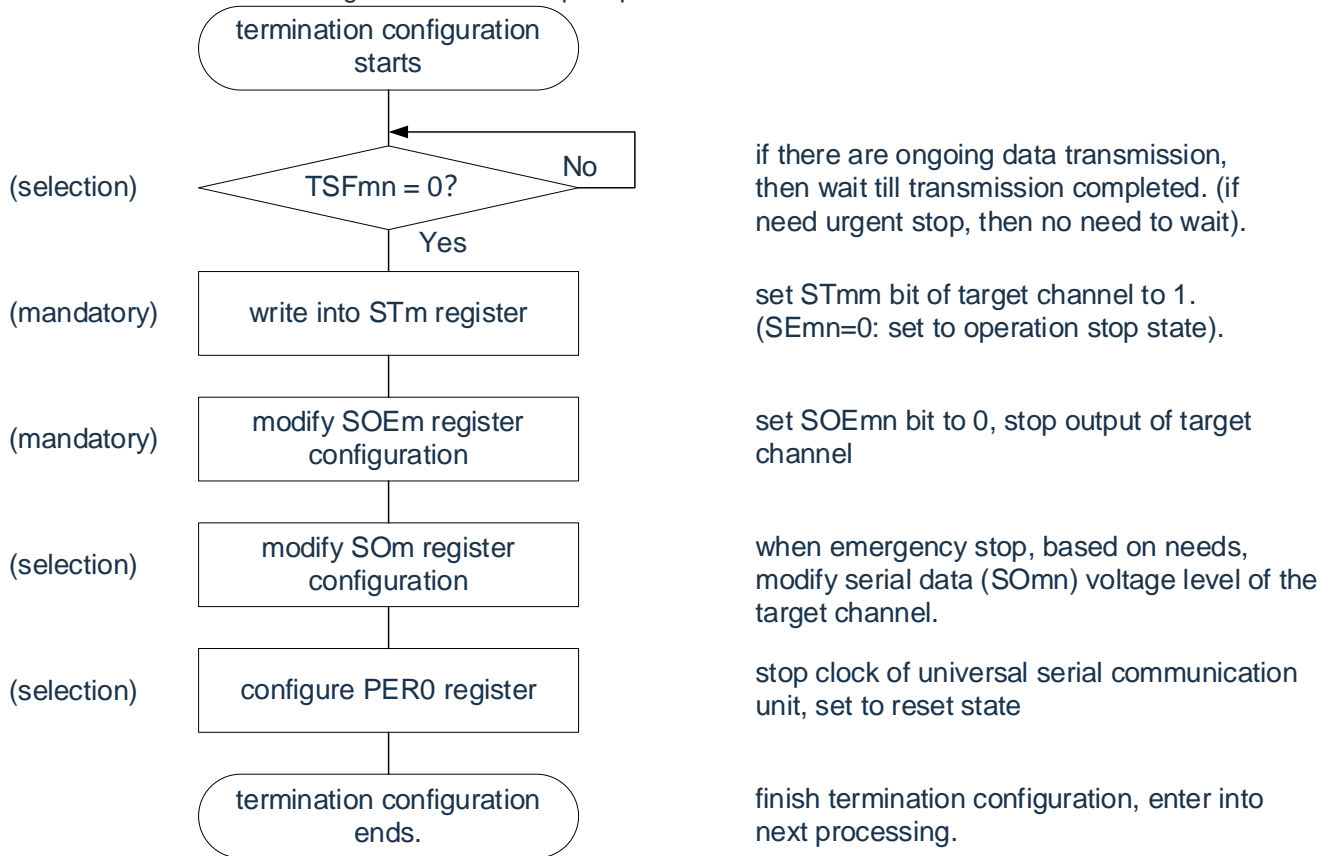 termination configuration
starts
(selection)
TSFmn = 0?
No
Yes
if there are ongoing data transmission,
then wait till transmission completed. (if
need urgent stop, then no need to wait).
(mandatory)
write into STm register
set STmm bit of target channel to 1.
(SEmn=0: set to operation stop state).
(mandatory)
modify SOEm register
configuration
set SOEmn bit to 0, stop output of target
channel
(selection)
modify SOm register
configuration
when emergency stop, based on needs,
modify serial data (SOmn) voltage level of the
target channel.
(selection)
configure PER0 register
stop clock of universal serial communication
unit, set to reset state
termination configuration
ends.
finish termination configuration, enter into
next processing.